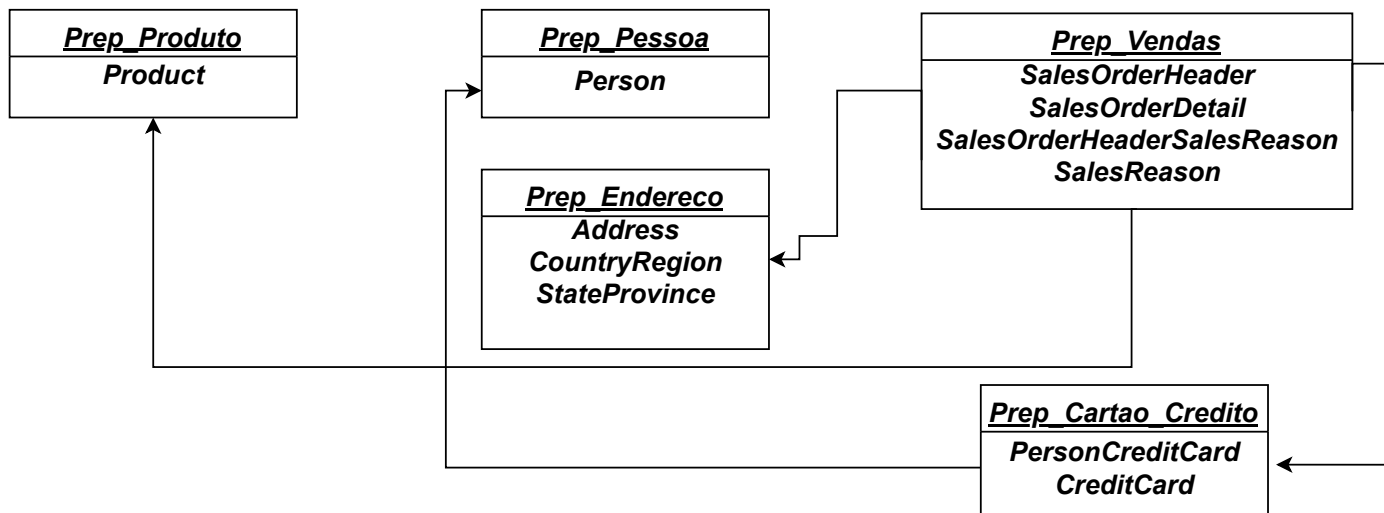 Prep_Produto
Product
Prep_Pessoa
Person
Prep_Vendas
SalesOrderHeader
SalesOrderDetail
SalesOrderHeaderSalesReason
SalesReason
Prep_Endereco
Address
CountryRegion
StateProvince
Prep_Cartao_Credito
PersonCreditCard
CreditCard